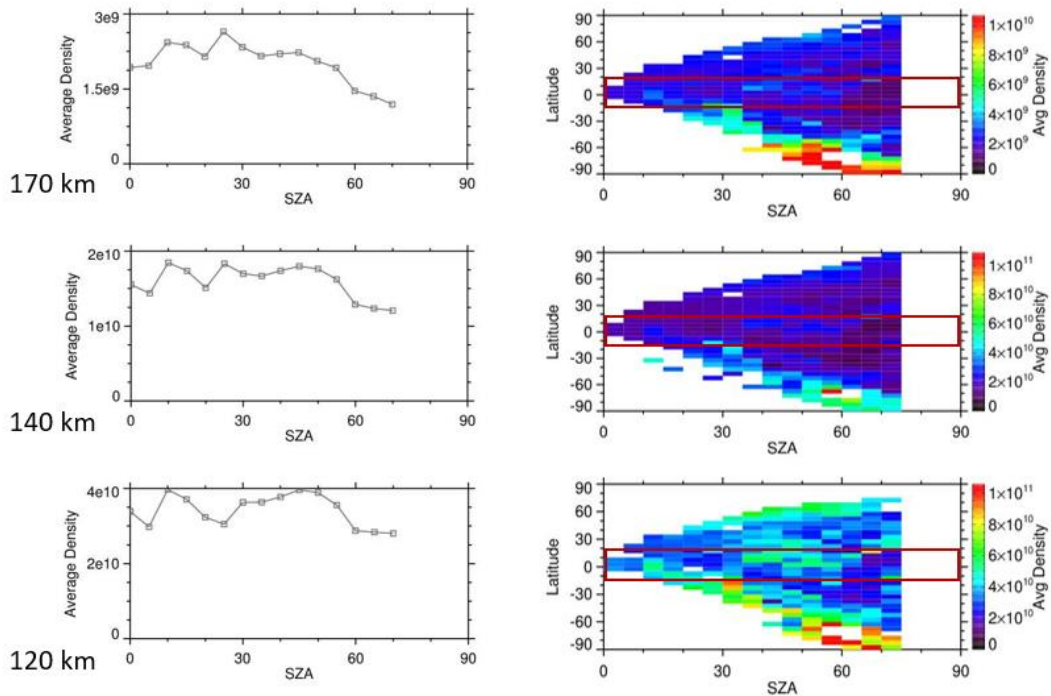 170 km
Average Density
3e9
1.5e9
0
0 30 60 90
SZA
Latitude
90
60
30
0
-30
-60
-90
0 30 60 90
SZA
1×10¹⁰
8×10⁹
6×10⁹
4×10⁹
2×10⁹
0
Avg Density
140 km
Average Density
2e10
1e10
0
0 30 60 90
SZA
Latitude
90
60
30
0
-30
-60
-90
0 30 60 90
SZA
1×10¹¹
8×10¹⁰
6×10¹⁰
4×10¹⁰
2×10¹⁰
0
Avg Density
120 km
Average Density
4e10
2e10
0
0 30 60 90
SZA
Latitude
90
60
30
0
-30
-60
-90
0 30 60 90
SZA
1×10¹¹
8×10¹⁰
6×10¹⁰
4×10¹⁰
2×10¹⁰
0
Avg Density